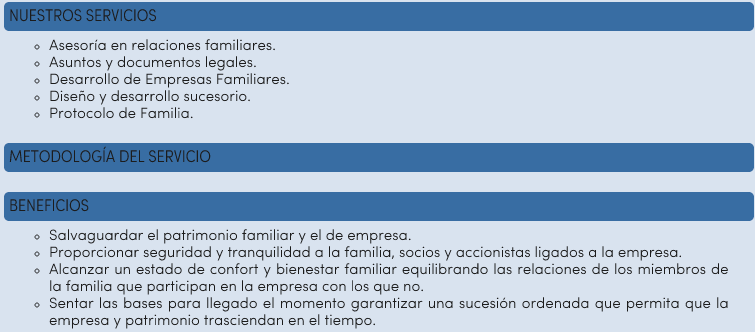 NUESTROS SERVICIOS
Asesoría en relaciones familiares.
Asuntos y documentos legales.
Desarrollo de Empresas Familiares.
Diseño y desarrollo sucesorio.
Protocolo de Familia.
METODOLOGÍA DEL SERVICIO
BENEFICIOS
Salvaguardar el patrimonio familiar y el de empresa.
Proporcionar seguridad y tranquilidad a la familia, socios y accionistas ligados a la empresa.
Alcanzar un estado de confort y bienestar familiar equilibrando las relaciones de los miembros de
la familia que participan en la empresa con los que no.
Sentar las bases para llegado el momento garantizar una sucesión ordenada que permita que la
empresa y patrimonio trasciendan en el tiempo.